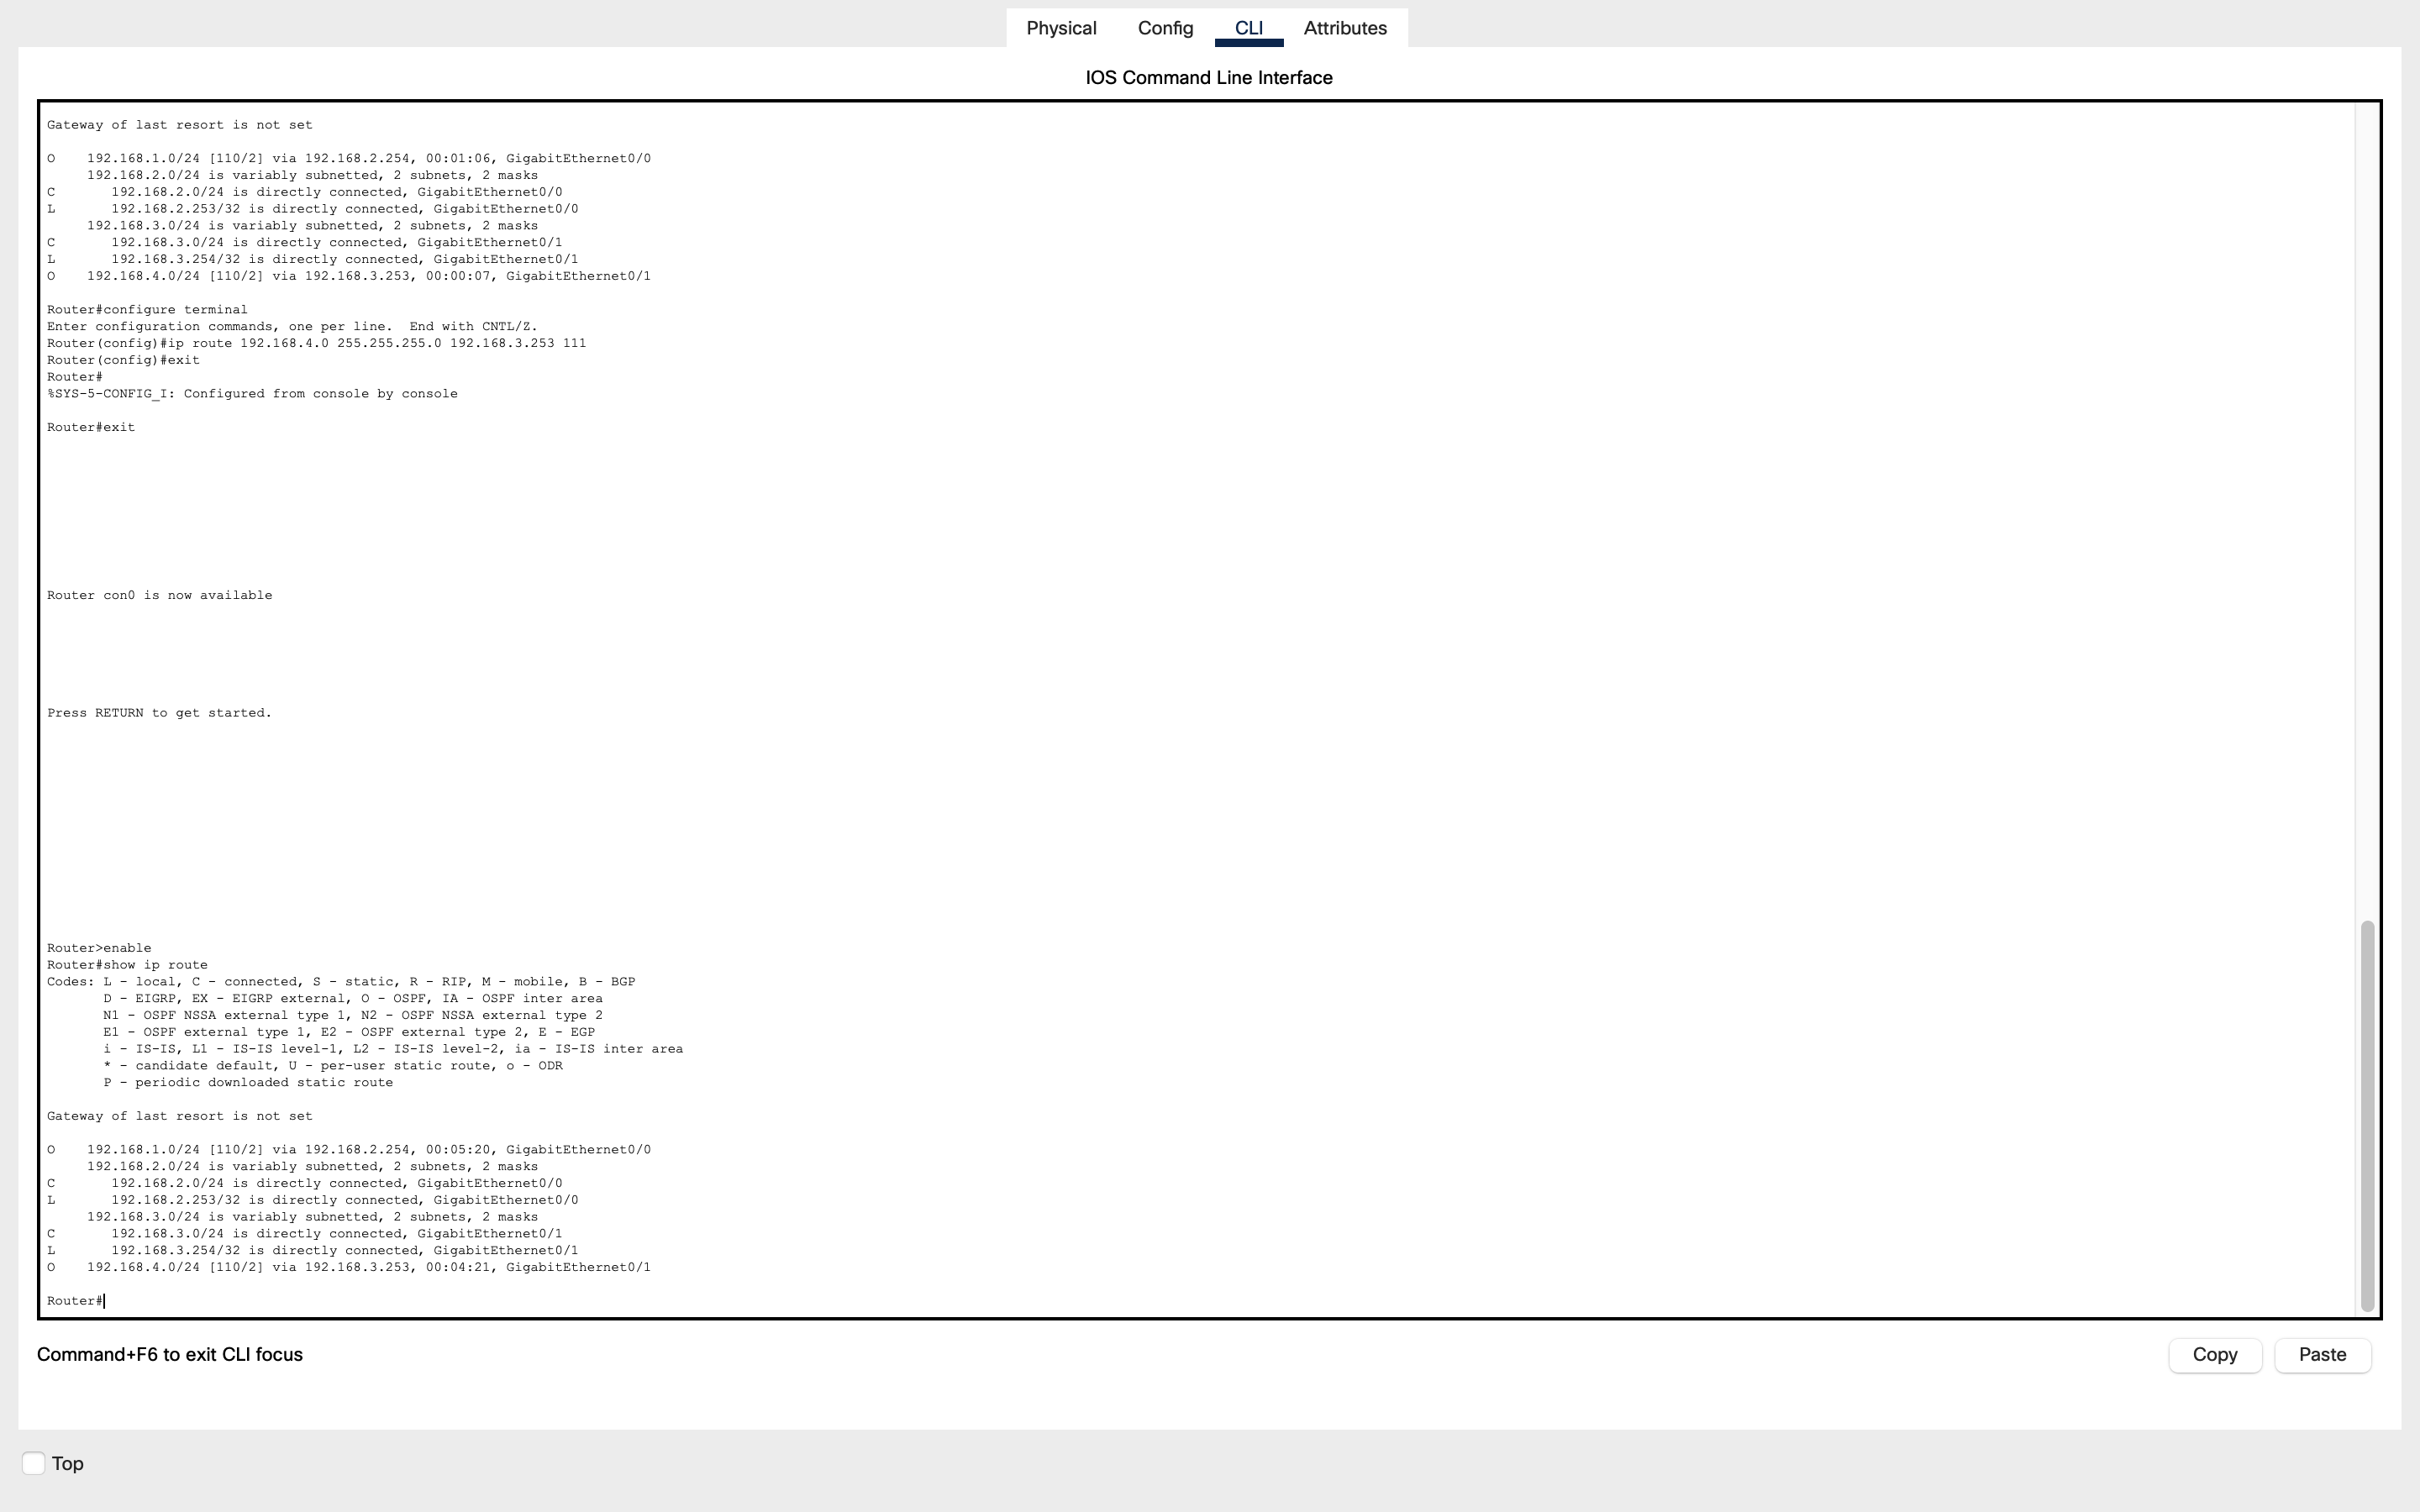 Physical Config CLI Attributes
IOS Command Line Interface
Gateway of last resort is not set
O    192.168.1.0/24 [110/2] via 192.168.2.254, 00:01:06, GigabitEthernet0/0
     192.168.2.0/24 is variably subnetted, 2 subnets, 2 masks
C       192.168.2.0/24 is directly connected, GigabitEthernet0/0
L       192.168.2.253/32 is directly connected, GigabitEthernet0/0
     192.168.3.0/24 is variably subnetted, 2 subnets, 2 masks
C       192.168.3.0/24 is directly connected, GigabitEthernet0/1
L       192.168.3.254/32 is directly connected, GigabitEthernet0/1
O    192.168.4.0/24 [110/2] via 192.168.3.253, 00:00:07, GigabitEthernet0/1
Router#configure terminal
Enter configuration commands, one per line.  End with CNTL/Z.
Router(config)#ip route 192.168.4.0 255.255.255.0 192.168.3.253 111
Router(config)#exit
Router#
%SYS-5-CONFIG_I: Configured from console by console
Router#exit
Router con0 is now available
Press RETURN to get started.
Router>enable
Router#show ip route
Codes: L - local, C - connected, S - static, R - RIP, M - mobile, B - BGP
       D - EIGRP, EX - EIGRP external, O - OSPF, IA - OSPF inter area
       N1 - OSPF NSSA external type 1, N2 - OSPF NSSA external type 2
       E1 - OSPF external type 1, E2 - OSPF external type 2, E - EGP
       i - IS-IS, L1 - IS-IS level-1, L2 - IS-IS level-2, ia - IS-IS inter area
       * - candidate default, U - per-user static route, o - ODR
       P - periodic downloaded static route
Gateway of last resort is not set
O    192.168.1.0/24 [110/2] via 192.168.2.254, 00:05:20, GigabitEthernet0/0
     192.168.2.0/24 is variably subnetted, 2 subnets, 2 masks
C       192.168.2.0/24 is directly connected, GigabitEthernet0/0
L       192.168.2.253/32 is directly connected, GigabitEthernet0/0
     192.168.3.0/24 is variably subnetted, 2 subnets, 2 masks
C       192.168.3.0/24 is directly connected, GigabitEthernet0/1
L       192.168.3.254/32 is directly connected, GigabitEthernet0/1
O    192.168.4.0/24 [110/2] via 192.168.3.253, 00:04:21, GigabitEthernet0/1
Router#
Command+F6 to exit CLI focus
Copy Paste
Top